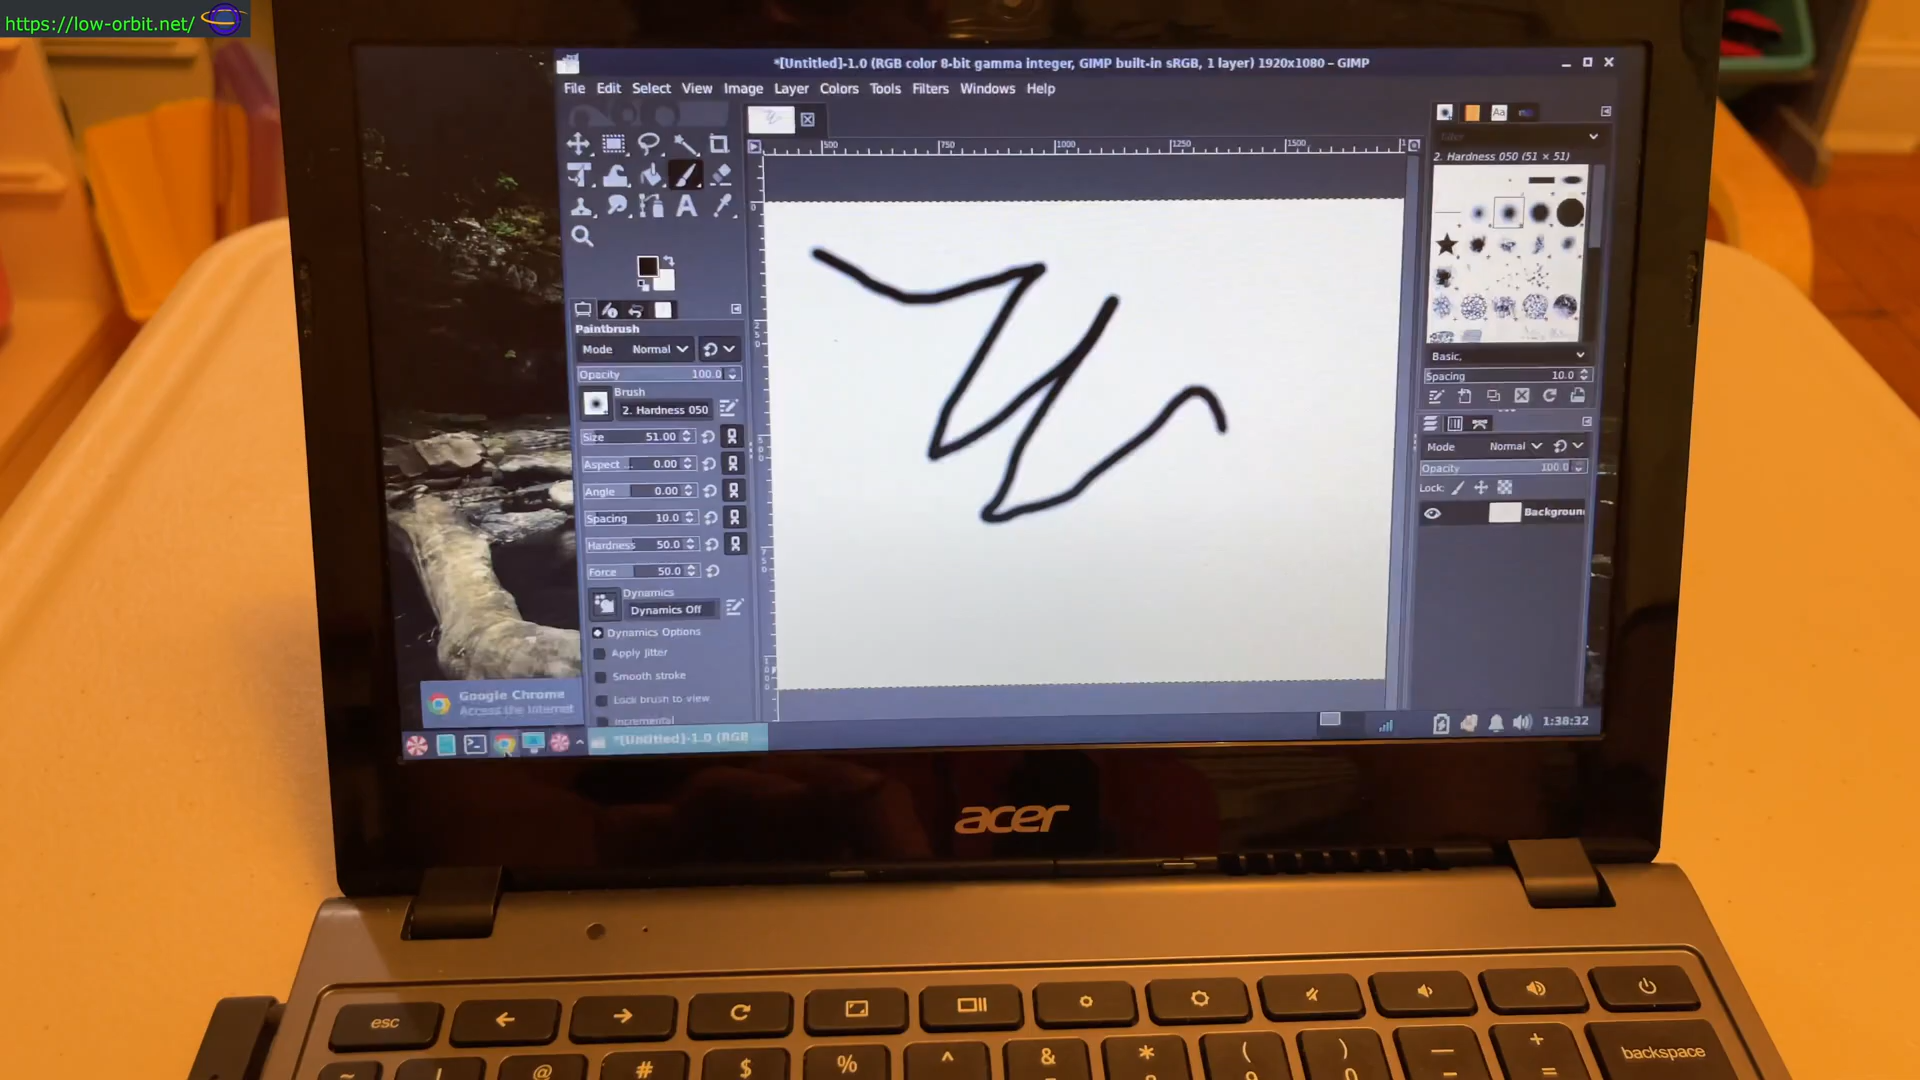 https://low-orbit.net/
*[Untitled]-1.0 (RGB color 8-bit gamma integer, GIMP built-in sRGB, 1 layer) 1920x1080 – GIMP
File Edit Select View Image Layer Colors Tools Filters Windows Help
500 750 1000 1250 1500
Aa
filter
2. Hardness 050 (51 × 51)
Paintbrush
Mode Normal
Opacity 100.0
Brush
2. Hardness 050
Size 51.00
Aspect ... 0.00
Angle 0.00
Spacing 10.0
Hardness 50.0
Force 50.0
Dynamics
Dynamics Off
Dynamics Options
Apply Jitter
Smooth stroke
Lock brush to view
Incremental
Basic,
Spacing 10.0
Mode Normal
Opacity 100.0
Lock:
Background
Google Chrome
Access the Internet
*[Untitled]-1.0 (RGB
1:38:32
acer
esc
backspace
~ ! @ # $ % ^ & * ( ) — +
9 0 – =